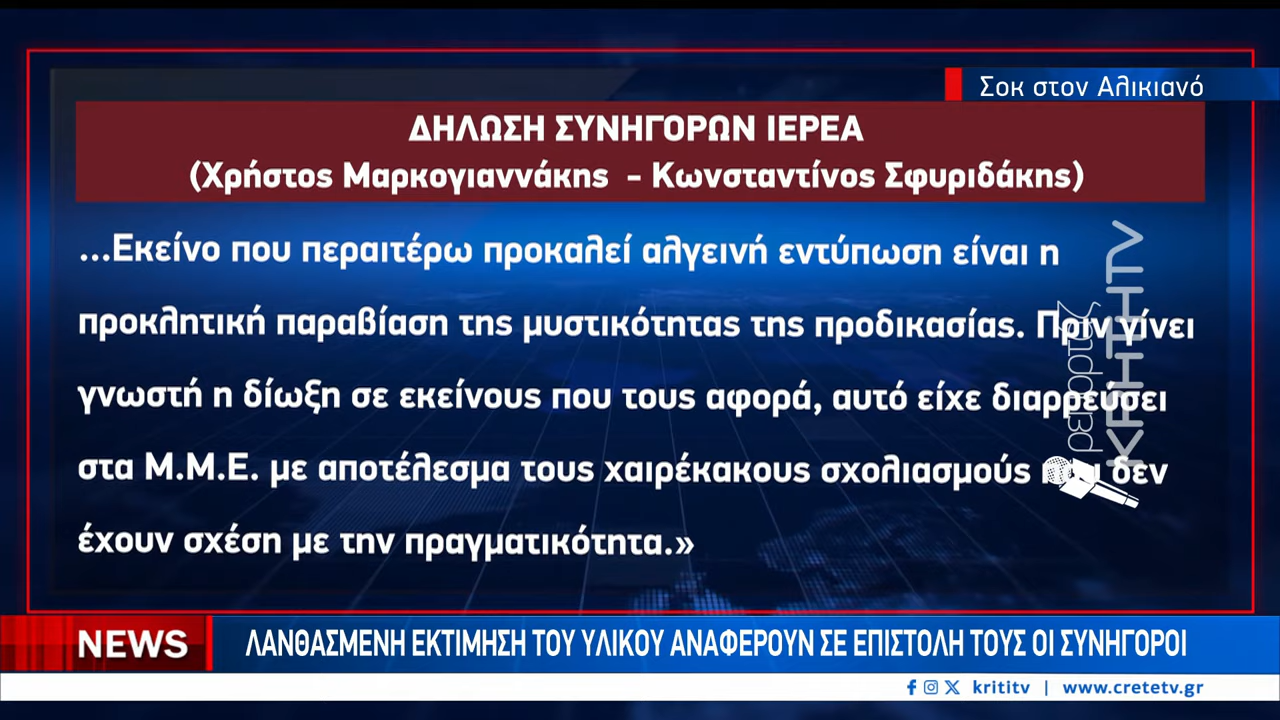 Σοκ στον Αλικιανό
ΔΗΛΩΣΗ ΣΥΝΗΓΟΡΩΝ ΙΕΡΕΑ
(Χρήστος Μαρκογιαννάκης - Κωνσταντίνος Σφυριδάκης)
...Εκείνο που περαιτέρω προκαλεί αλγεινή εντύπωση είναι η
προκλητική παραβίαση της μυστικότητας της προδικασίας. Πριν γίνει
γνωστή η δίωξη σε εκείνους που τους αφορά, αυτό είχε διαρρεύσει
στα Μ.Μ.Ε. με αποτέλεσμα τους χαιρέκακους σχολιασμούς που δεν
έχουν σχέση με την πραγματικότητα.»
ΚΡΗΤΗTV
NEWS
ΛΑΝΘΑΣΜΕΝΗ ΕΚΤΙΜΗΣΗ ΤΟΥ ΥΛΙΚΟΥ ΑΝΑΦΕΡΟΥΝ ΣΕ ΕΠΙΣΤΟΛΗ ΤΟΥΣ ΟΙ ΣΥΝΗΓΟΡΟΙ
krititv | www.cretetv.gr